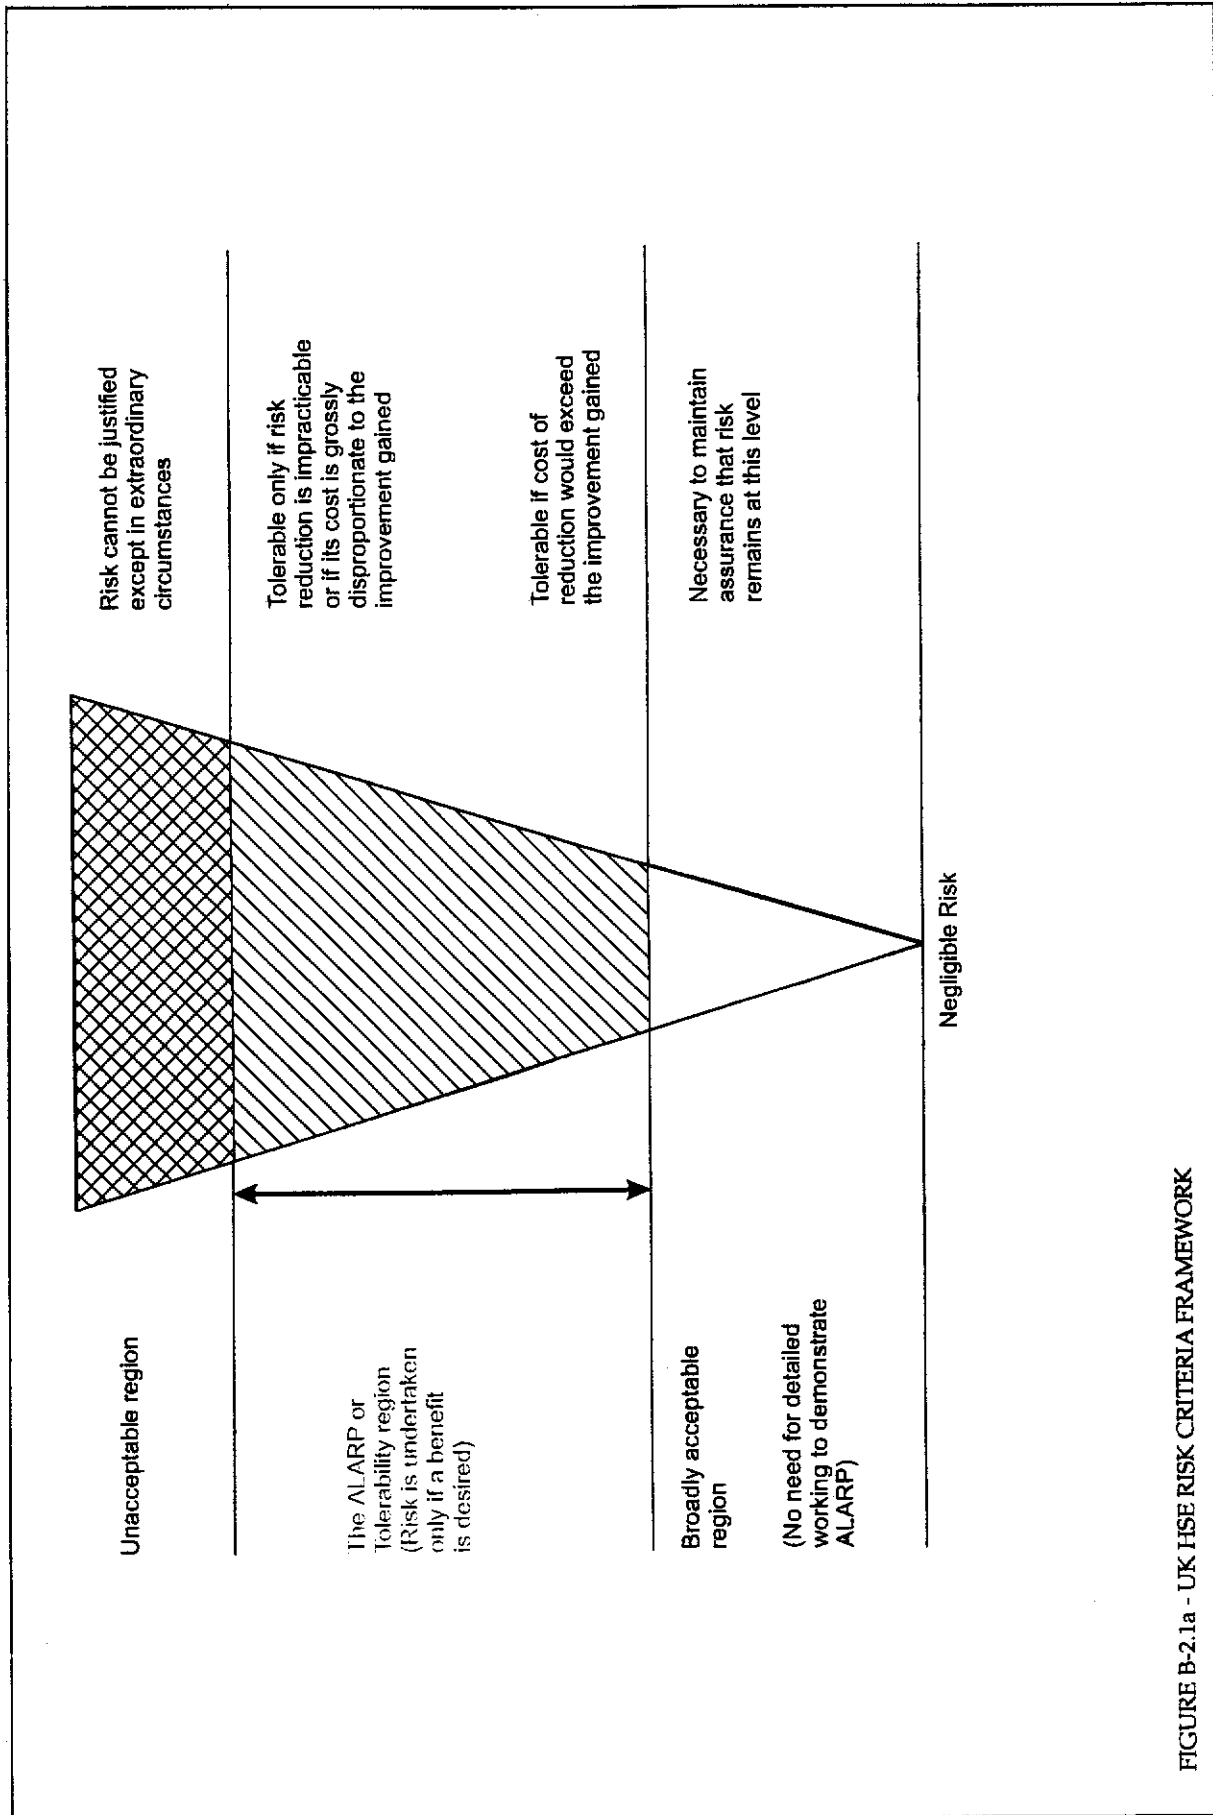 Unacceptable region
Risk cannot be justified
except in extraordinary
circumstances
The ALARP or
Tolerability region
(Risk is undertaken
only if a benefit
is desired)
Tolerable only if risk
reduction is impracticable
or if its cost is grossly
disproportionate to the
improvement gained
Tolerable if cost of
reduction would exceed
the improvement gained
Broadly acceptable
region
(No need for detailed
working to demonstrate
ALARP)
Necessary to maintain
assurance that risk
remains at this level
Negligible Risk
FIGURE B-2.1a - UK HSE RISK CRITERIA FRAMEWORK